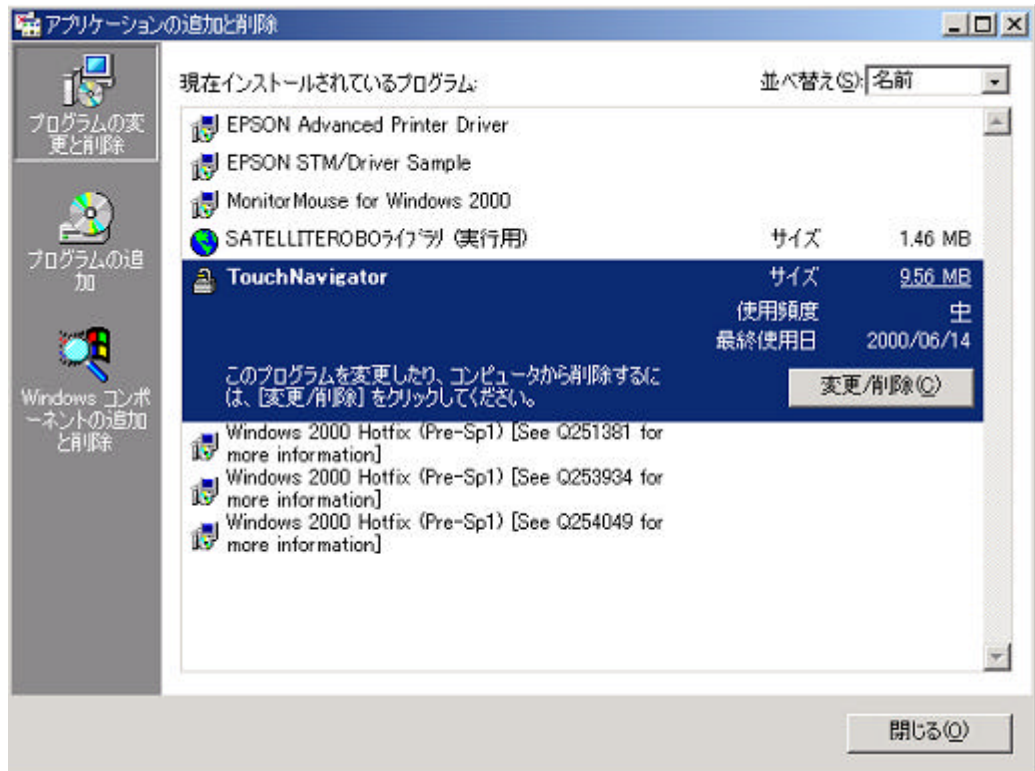 アプリケーションの追加と削除
プログラムの変
更と削除
プログラムの追
加
Windows コンポ
ーネントの追加
と削除
現在インストールされているプログラム:
並べ替え(S): 名前
EPSON Advanced Printer Driver
EPSON STM/Driver Sample
MonitorMouse for Windows 2000
SATELLITEROBOライブラリ (実行用) サイズ 1.46 MB
TouchNavigator サイズ 9.56 MB
使用頻度 中
最終使用日 2000/06/14
このプログラムを変更したり、コンピュータから削除するに
は、[変更/削除] をクリックしてください。
変更/削除(C)
Windows 2000 Hotfix (Pre-Sp1) [See Q251381 for
more information]
Windows 2000 Hotfix (Pre-Sp1) [See Q253934 for
more information]
Windows 2000 Hotfix (Pre-Sp1) [See Q254049 for
more information]
閉じる(O)